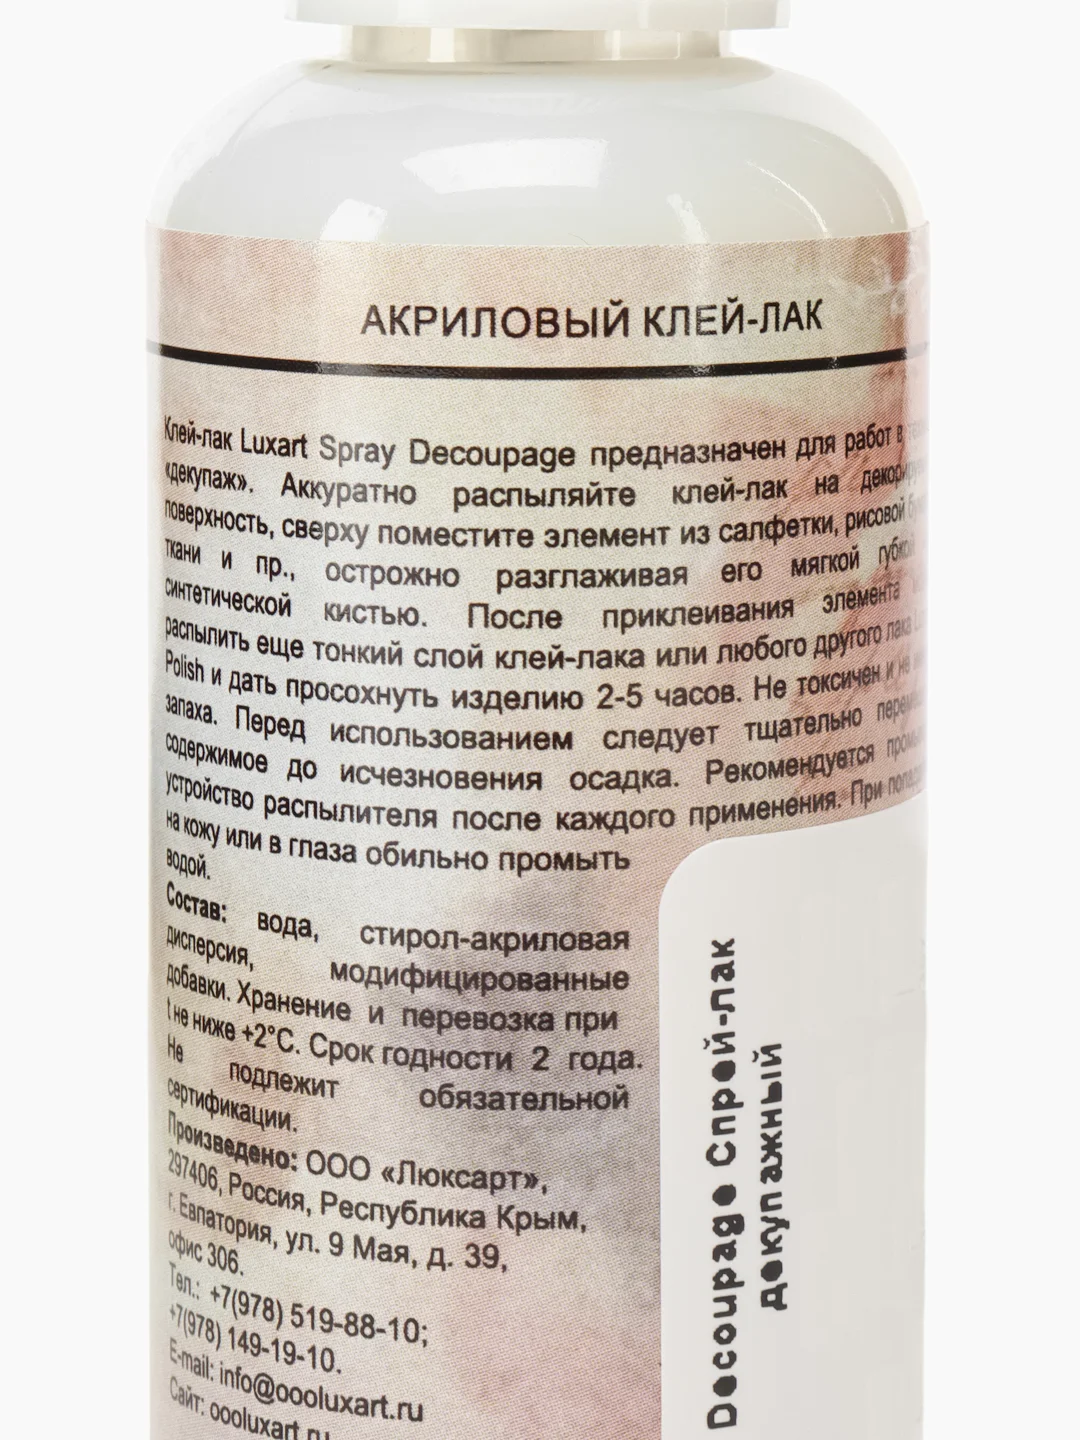 АКРИЛОВЫЙ КЛЕЙ-ЛАК
Клей-лак Luxart Spray Decoupage предназначен для работ в
«декупаж». Аккуратно распыляйте клей-лак на
поверхность, сверху поместите элемент из салфетки, рисовой
ткани и пр., осторожно разглаживая его мягкой губкой
синтетической кистью. После приклеивания элемента
распылить еще тонкий слой клей-лака или любого другого лака
Polish и дать просохнуть изделию 2-5 часов. Не токсичен и не
запаха. Перед использованием следует тщательно
содержимое до исчезновения осадка. Рекомендуется
устройство распылителя после каждого применения. При
на кожу или в глаза обильно промыть
водой.
Состав: вода, стирол-акриловая
дисперсия, модифицированные
добавки. Хранение и перевозка при
t не ниже +2°C. Срок годности 2 года.
Не подлежит обязательной
сертификации.
Произведено: ООО «Люксарт»,
297406, Россия, Республика Крым,
г. Евпатория, ул. 9 Мая, д. 39,
офис 306.
Тел.: +7(978) 519-88-10;
+7(978) 149-19-10.
E-mail: info@oooluxart.ru
Сайт: oooluxart.ru
Decoupage Спрей-лак
декупажный